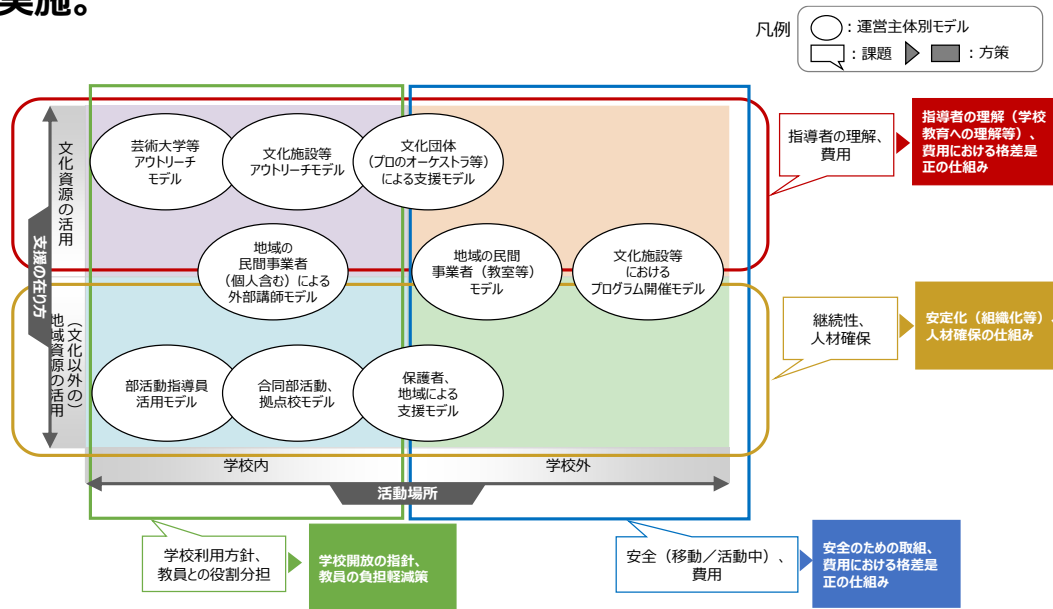 実施。
凡例
：運営主体別モデル
：課題
：方策
文化資源の活用
支援の在り方
（文化以外の）
地域資源の活用
芸術大学等
アウトリーチ
モデル
文化施設等
アウトリーチモデル
文化団体
（プロのオーケストラ等）
による支援モデル
地域の
民間事業者
（個人含む）による
外部講師モデル
地域の民間
事業者（教室等）
モデル
文化施設等
における
プログラム開催モデル
部活動指導員
活用モデル
合同部活動、
拠点校モデル
保護者、
地域による
支援モデル
学校内
学校外
活動場所
指導者の理解、
費用
指導者の理解（学校
教育への理解等）、
費用における格差是
正の仕組み
継続性、
人材確保
安定化（組織化等）、
人材確保の仕組み
学校利用方針、
教員との役割分担
学校開放の指針、
教員の負担軽減策
安全（移動／活動中）、
費用
安全のための取組、
費用における格差是
正の仕組み